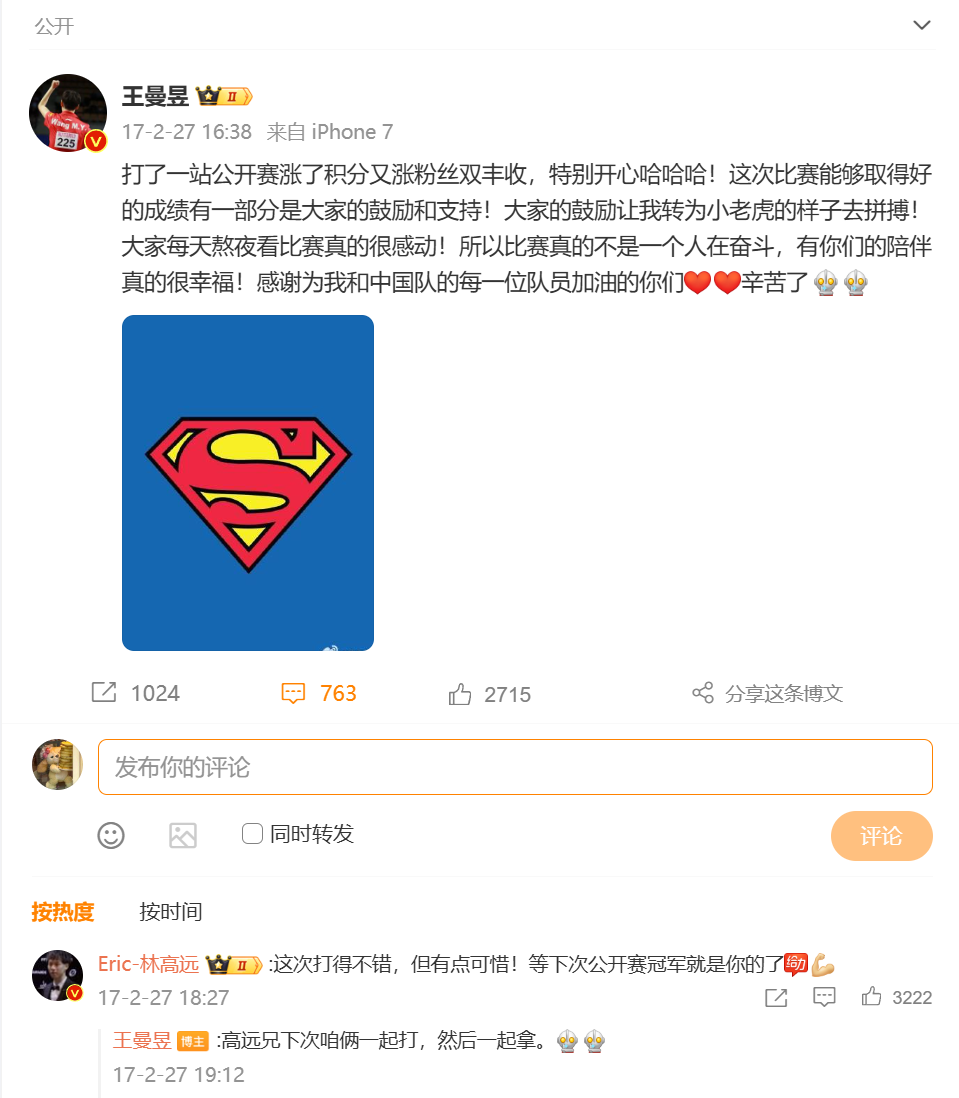 公开
王曼昱 II
Wang M.Y.
225
V
17-2-27 16:38 来自 iPhone 7
打了一站公开赛涨了积分又涨粉丝双丰收，特别开心哈哈哈！这次比赛能够取得好
的成绩有一部分是大家的鼓励和支持！大家的鼓励让我转为小老虎的样子去拼搏！
大家每天熬夜看比赛真的很感动！所以比赛真的不是一个人在奋斗，有你们的陪伴
真的很幸福！感谢为我和中国队的每一位队员加油的你们❤️❤️辛苦了
S
1024 763 2715 分享这条博文
发布你的评论
同时转发 评论
按热度 按时间
Eric-林高远 II :这次打得不错，但有点可惜！等下次公开赛冠军就是你的了给力💪
V
17-2-27 18:27 3222
王曼昱 博主 :高远兄下次咱俩一起打，然后一起拿。
17-2-27 19:12